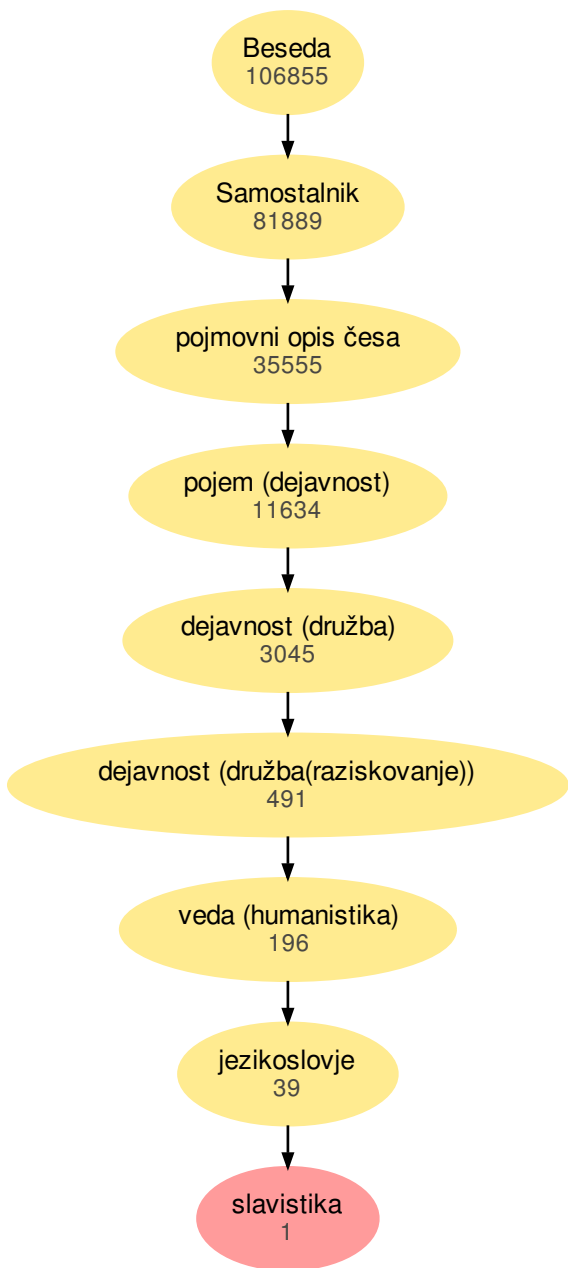 Beseda
106855
Samostalnik
81889
pojmovni opis česa
35555
pojem (dejavnost)
11634
dejavnost (družba)
3045
dejavnost (družba(raziskovanje))
491
veda (humanistika)
196
jezikoslovje
39
slavistika
1